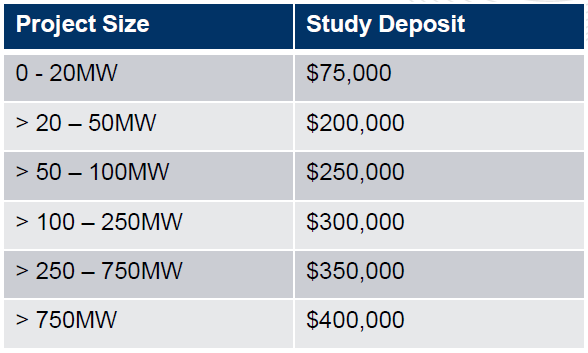 Project Size Study Deposit
0 - 20MW $75,000
> 20 – 50MW $200,000
> 50 – 100MW $250,000
> 100 – 250MW $300,000
> 250 – 750MW $350,000
> 750MW $400,000